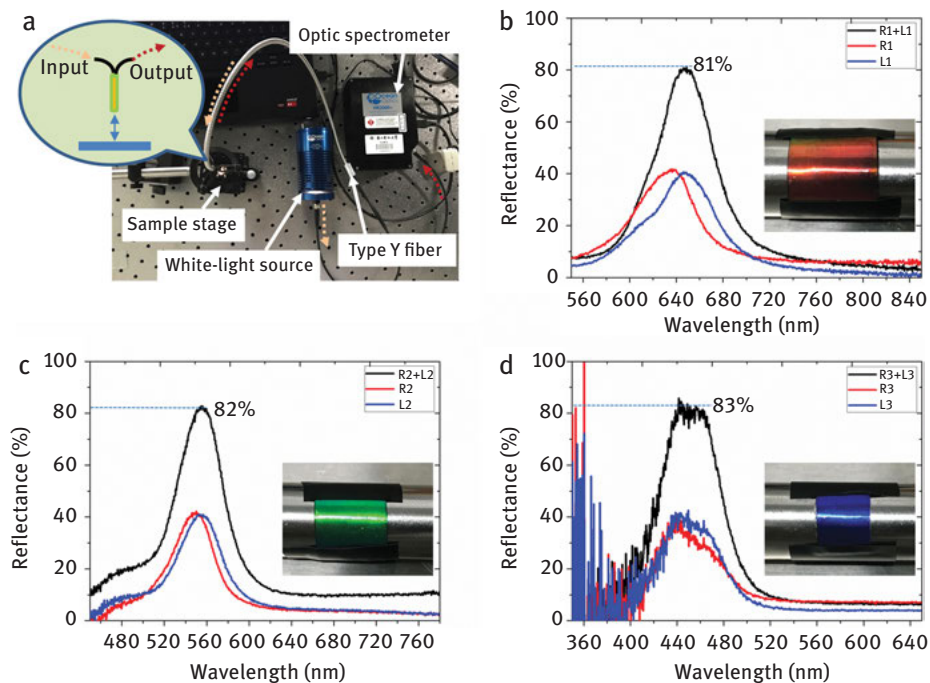 a
Input
Output
Optic spectrometer
Sample stage
White-light source
Type Y fiber
b
R1+L1
R1
L1
81%
Reflectance (%)
100
80
60
40
20
0
560 600 640 680 720 760 800 840
Wavelength (nm)
c
R2+L2
R2
L2
82%
Reflectance (%)
100
80
60
40
20
0
480 520 560 600 640 680 720 760
Wavelength (nm)
d
R3+L3
R3
L3
83%
Reflectance (%)
100
80
60
40
20
0
360 400 440 480 520 560 600 640
Wavelength (nm)